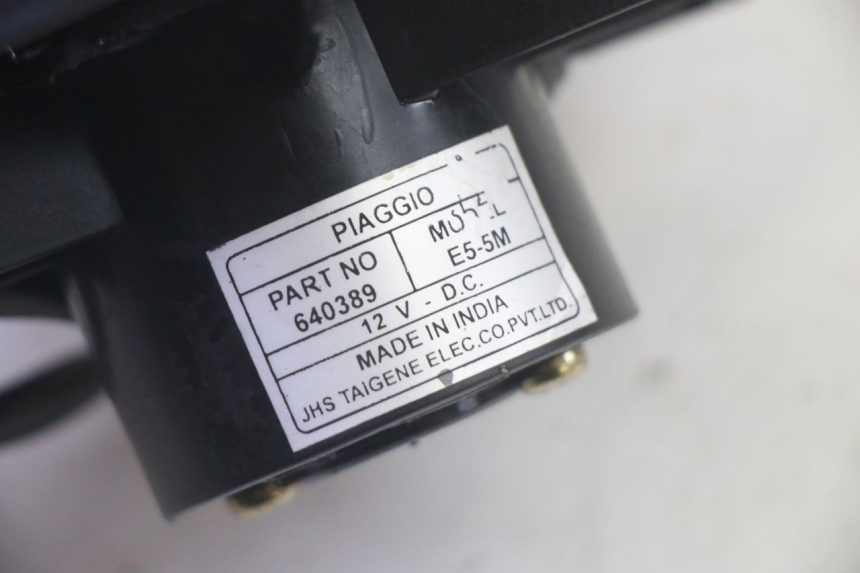 PIAGGIO
PART NO
640389
E5-5M
12 V - D.C.
MADE IN INDIA
JHS TAIGENE ELEC.CO.PVT.LTD.